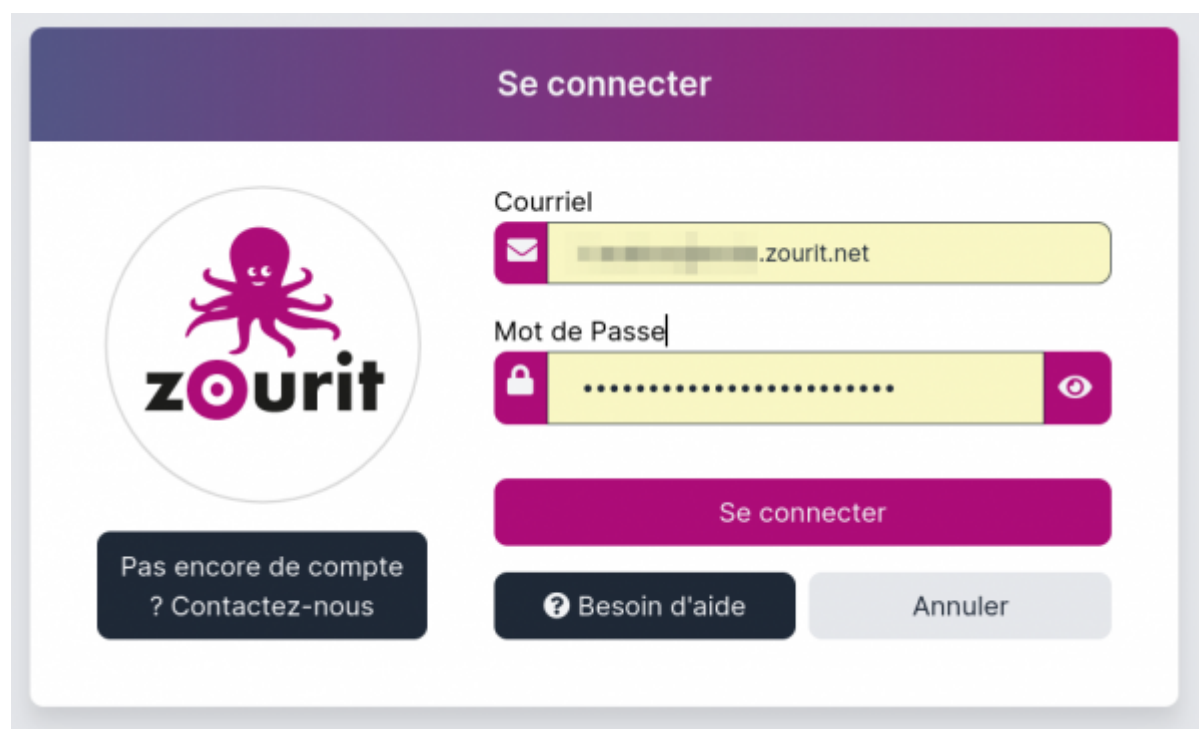 Se connecter
Courriel
.zourit.net
Mot de Passe
zourit
Se connecter
Pas encore de compte
? Contactez-nous
Besoin d'aide
Annuler